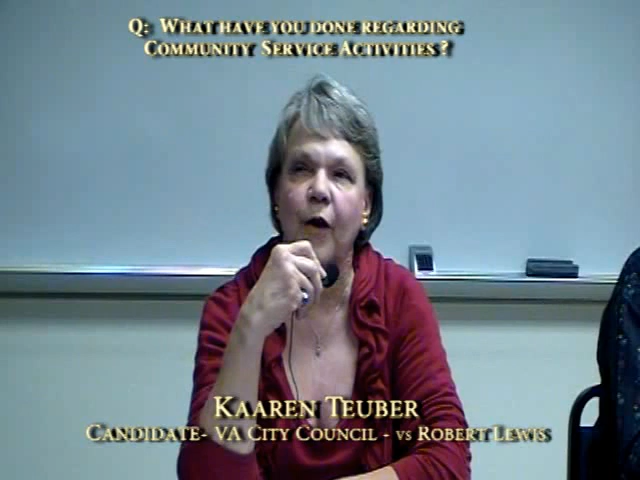 Q: What have you done regarding
Community Service Activities?
Kaaren Teuber
Candidate- VA City Council - vs Robert Lewis